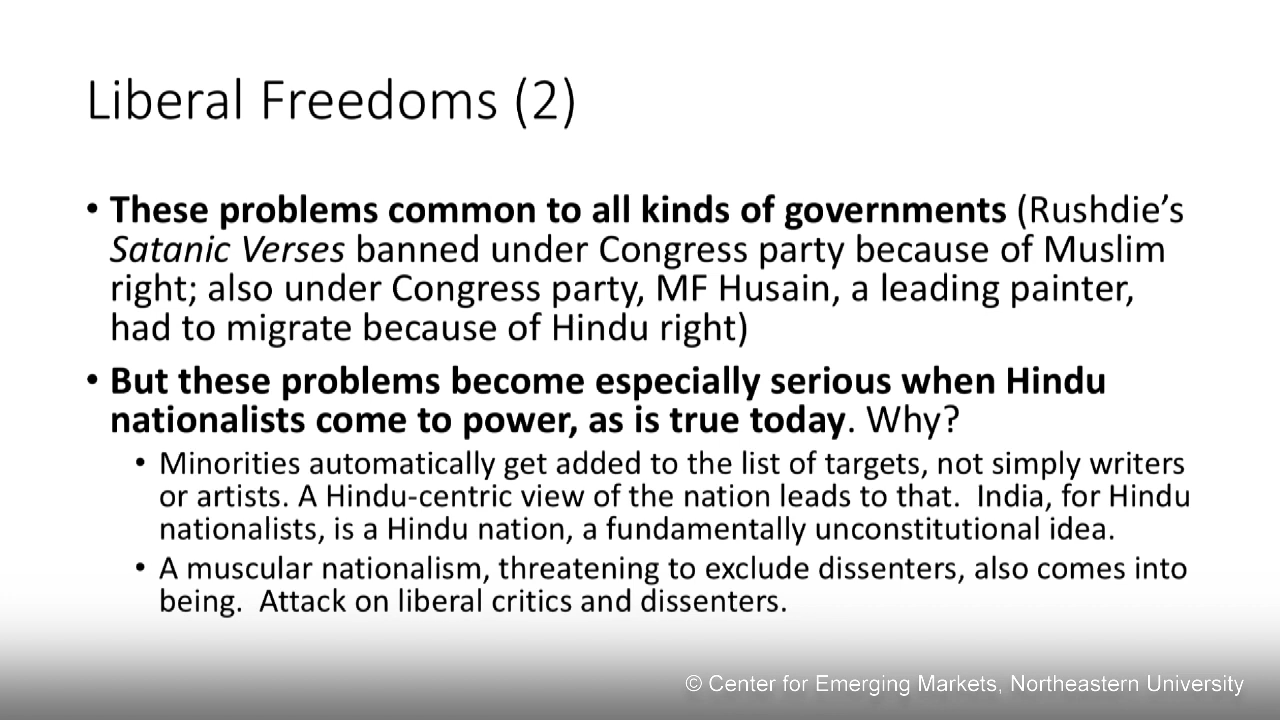 Liberal Freedoms (2)
• These problems common to all kinds of governments (Rushdie's
Satanic Verses banned under Congress party because of Muslim
right; also under Congress party, MF Husain, a leading painter,
had to migrate because of Hindu right)
• But these problems become especially serious when Hindu
nationalists come to power, as is true today. Why?
• Minorities automatically get added to the list of targets, not simply writers
or artists. A Hindu-centric view of the nation leads to that.  India, for Hindu
nationalists, is a Hindu nation, a fundamentally unconstitutional idea.
• A muscular nationalism, threatening to exclude dissenters, also comes into
being.  Attack on liberal critics and dissenters.
© Center for Emerging Markets, Northeastern University